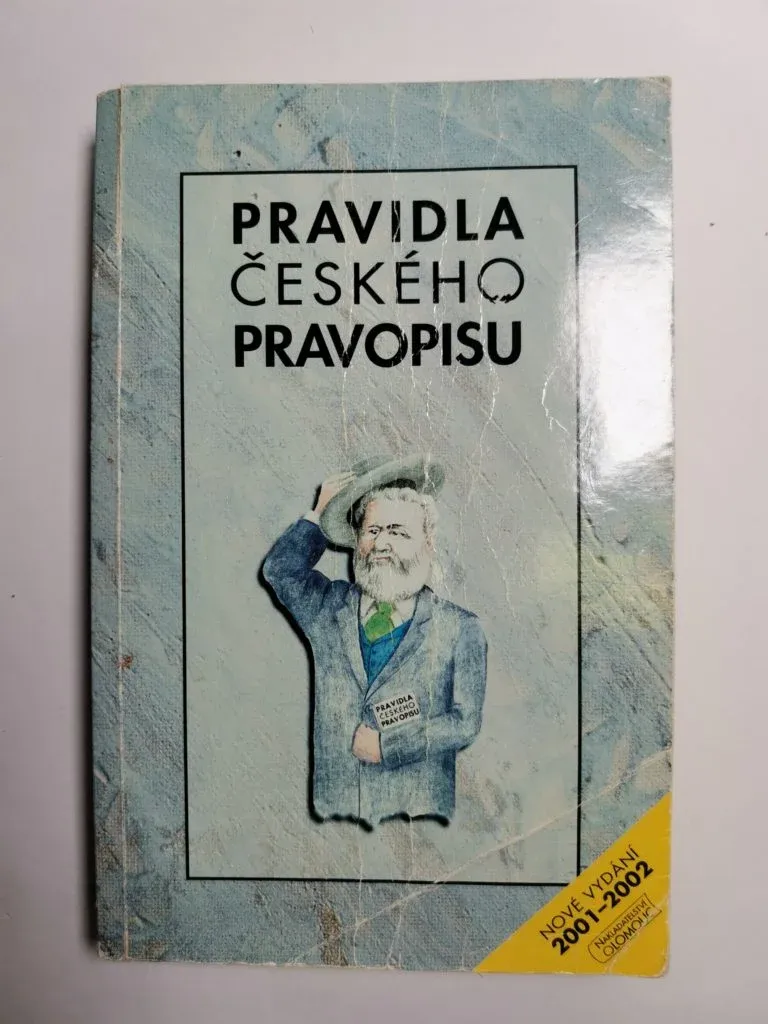 PRAVIDLA
ČESKÉHO
PRAVOPISU
PRAVIDLA
ČESKÉHO
PRAVOPISU
NOVÉ VYDÁNÍ
2001-2002
NAKLADATELSTVÍ
OLOMOUC